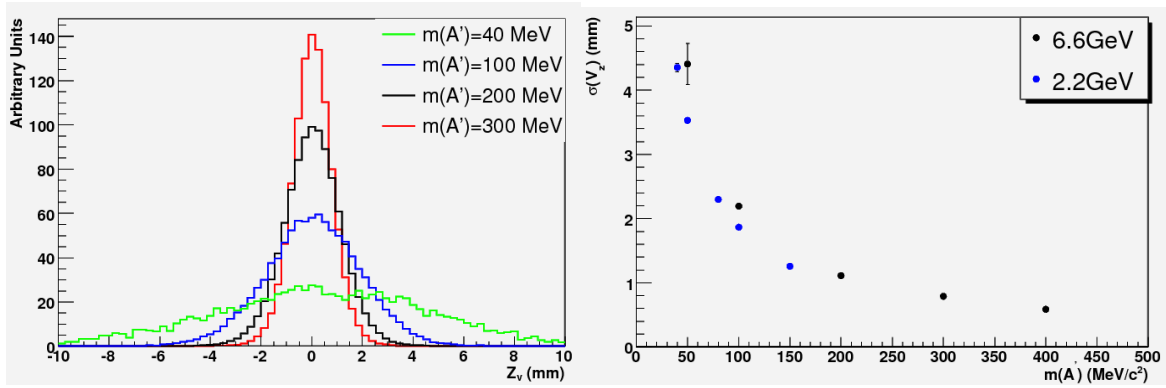 Arbitrary Units
140
120
100
80
60
40
20
0
m(A')=40 MeV
m(A')=100 MeV
m(A')=200 MeV
m(A')=300 MeV
-10 -8 -6 -4 -2 0 2 4 6 8 10
Zv (mm)
σ(Vz) (mm)
5
4
3
2
1
0
6.6GeV
2.2GeV
0 50 100 150 200 250 300 350 400 450 500
m(A') (MeV/c²)